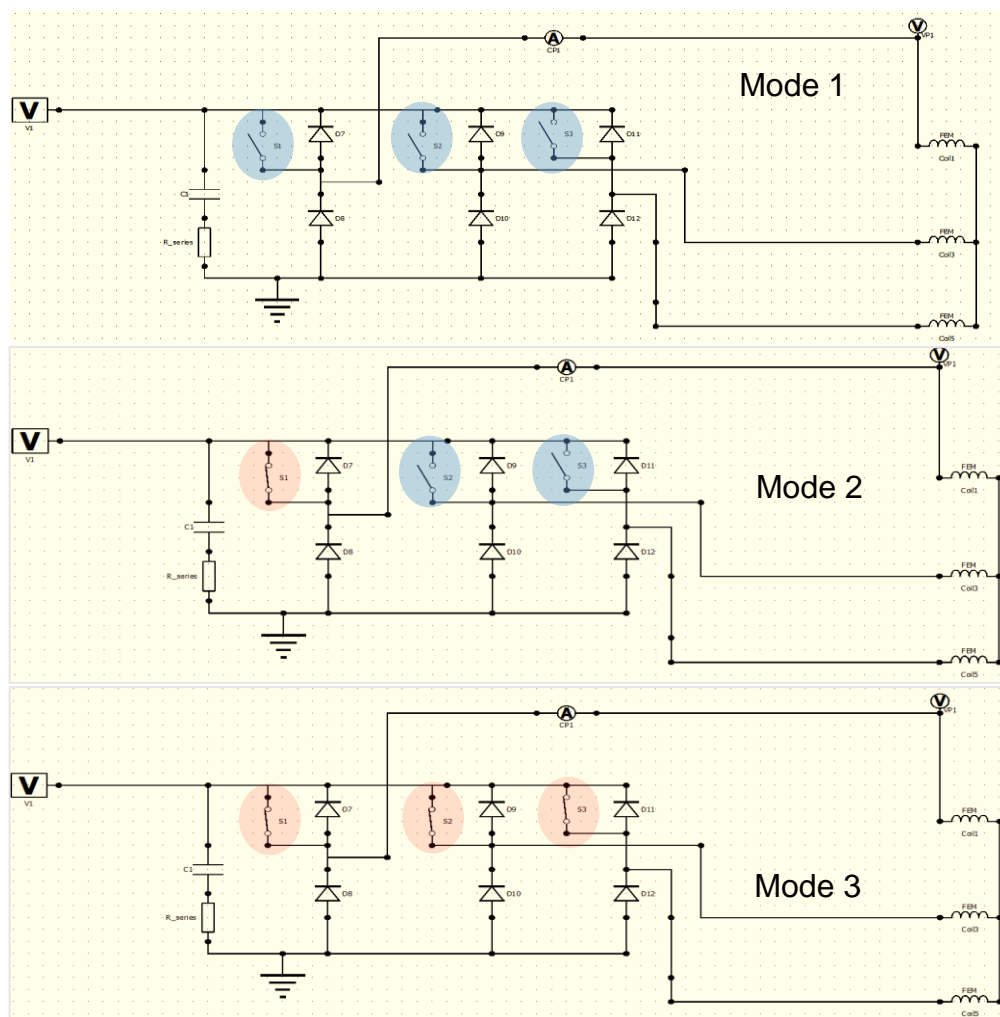 A
V
VP1
CP1
Mode 1
V
V1
D7
D9
D11
S1
S2
S3
FEM
Coil1
C1
D8
D10
D12
R_series
FEM
Coil3
FEM
Coil5
V
VP1
A
CP1
V
V1
D7
D9
D11
S1
S2
S3
FEM
Coil1
Mode 2
C1
D8
D10
D12
R_series
FEM
Coil3
FEM
Coil5
V
VP1
A
CP1
V
V1
D7
D9
D11
S1
S2
S3
FEM
Coil1
C1
D8
D10
D12
Mode 3
R_series
FEM
Coil3
FEM
Coil5